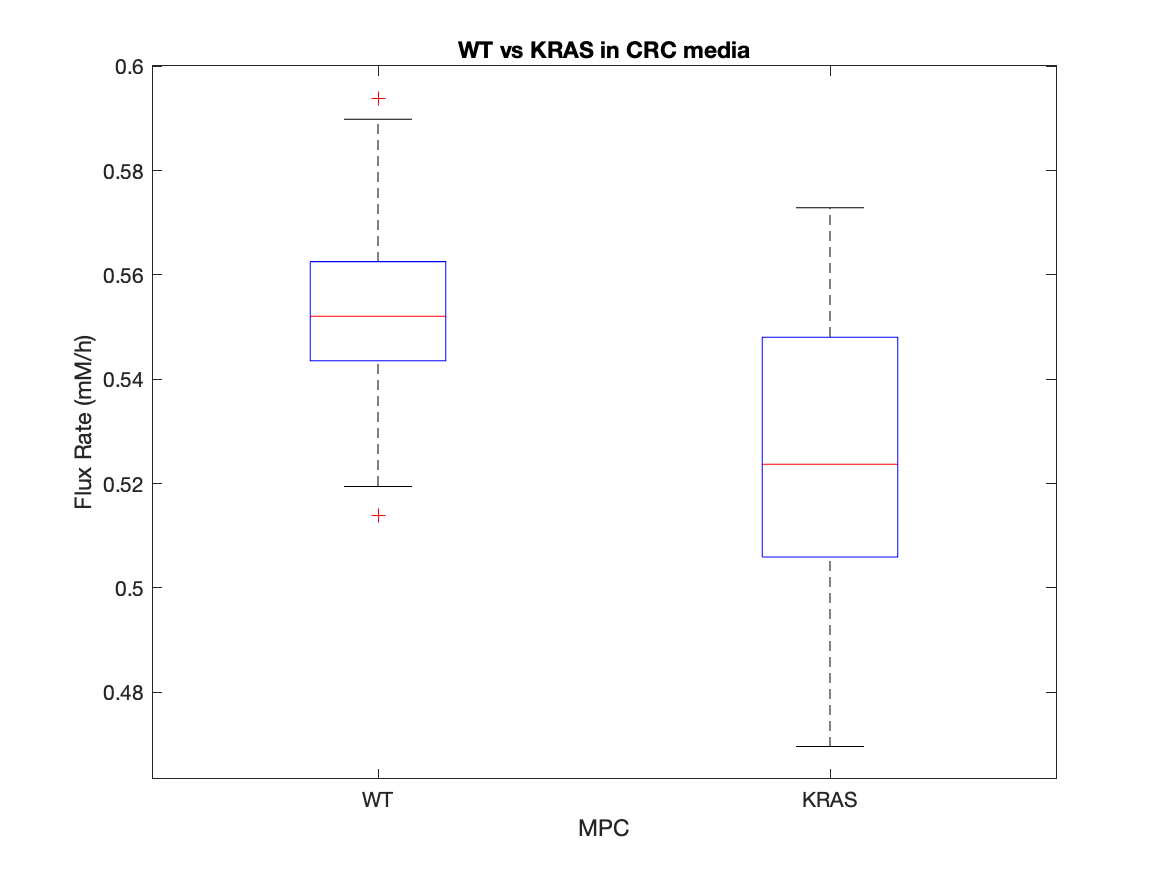 WT vs KRAS in CRC media
0.6
0.58
0.56
0.54
0.52
0.5
0.48
Flux Rate (mM/h)
WT
KRAS
MPC